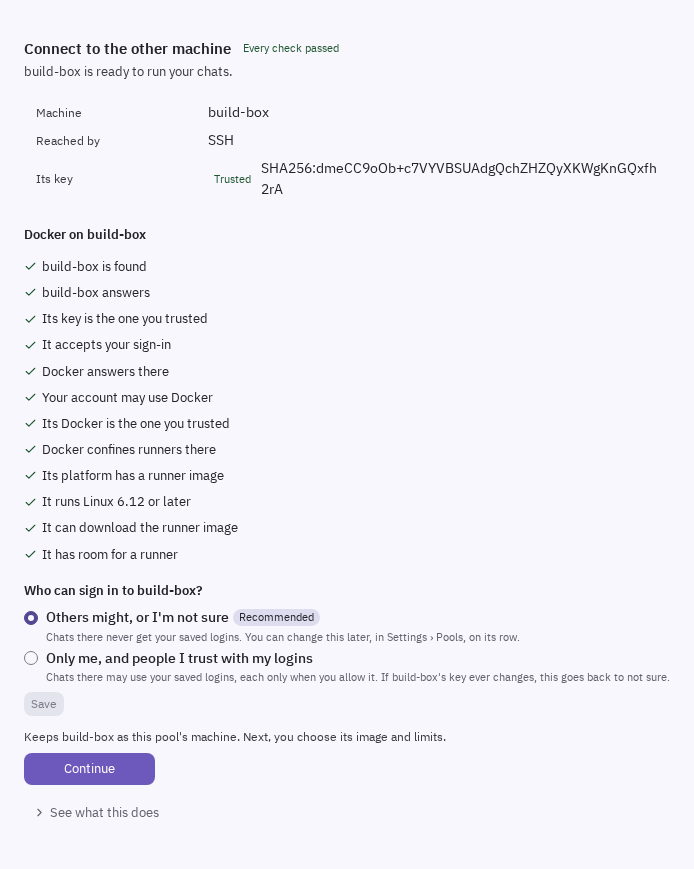 Connect to the other machine Every check passed
build-box is ready to run your chats.
Machine build-box
Reached by SSH
Its key Trusted SHA256:dmeCC9oOb+c7VYVBSUAdgQchZHZQyXKWgKnGQxfh
2rA
Docker on build-box
build-box is found
build-box answers
Its key is the one you trusted
It accepts your sign-in
Docker answers there
Your account may use Docker
Its Docker is the one you trusted
Docker confines runners there
Its platform has a runner image
It runs Linux 6.12 or later
It can download the runner image
It has room for a runner
Who can sign in to build-box?
Others might, or I'm not sure Recommended
Chats there never get your saved logins. You can change this later, in Settings › Pools, on its row.
Only me, and people I trust with my logins
Chats there may use your saved logins, each only when you allow it. If build-box's key ever changes, this goes back to not sure.
Save
Keeps build-box as this pool's machine. Next, you choose its image and limits.
Continue
See what this does